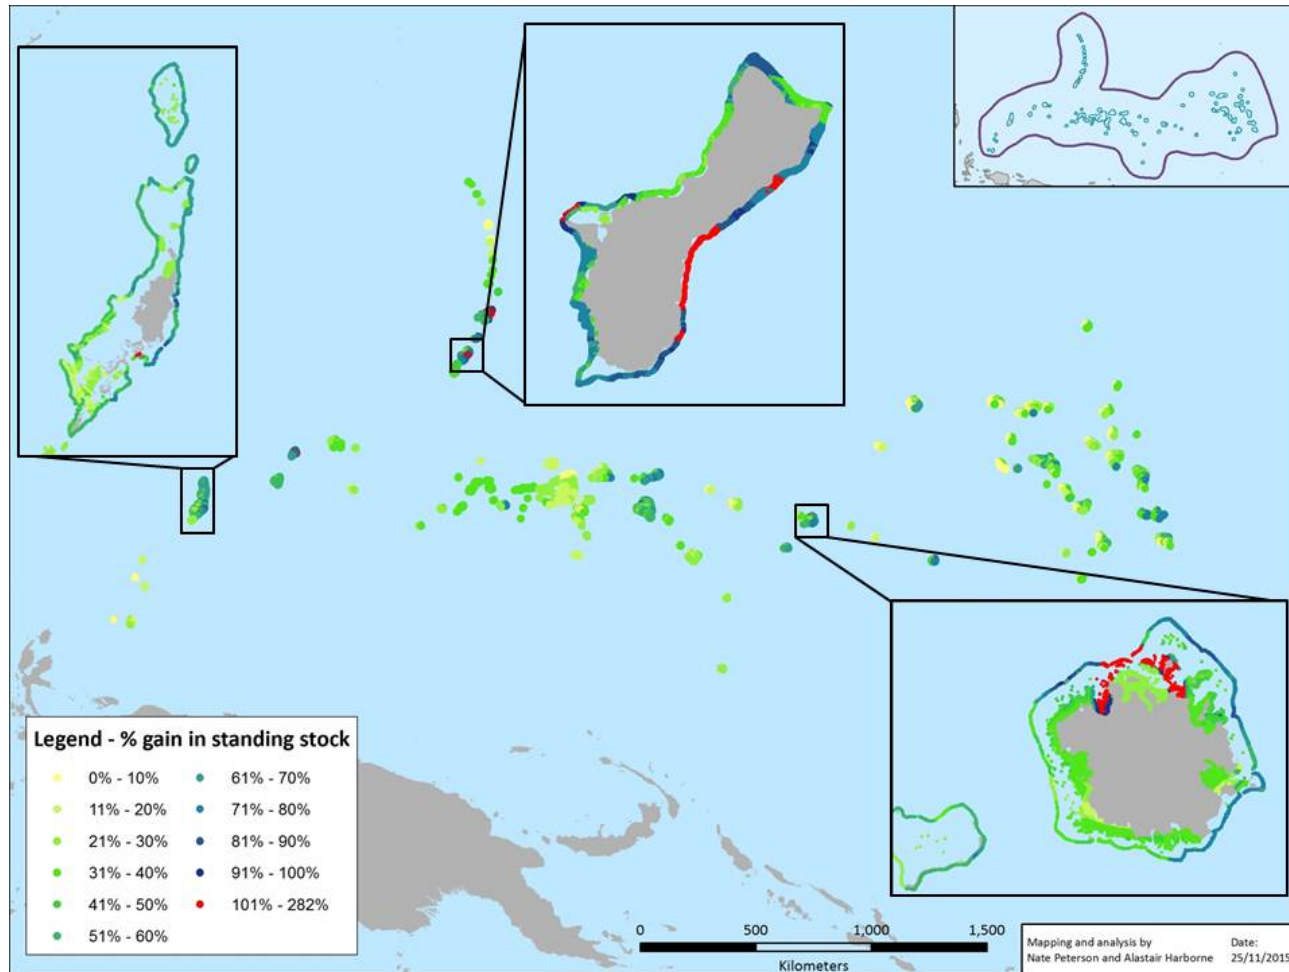 Legend - % gain in standing stock
0% - 10%
11% - 20%
21% - 30%
31% - 40%
41% - 50%
51% - 60%
61% - 70%
71% - 80%
81% - 90%
91% - 100%
101% - 282%
0 500 1,000 1,500
Kilometers
Mapping and analysis by
Nate Peterson and Alastair Harborne
Date:
25/11/2015